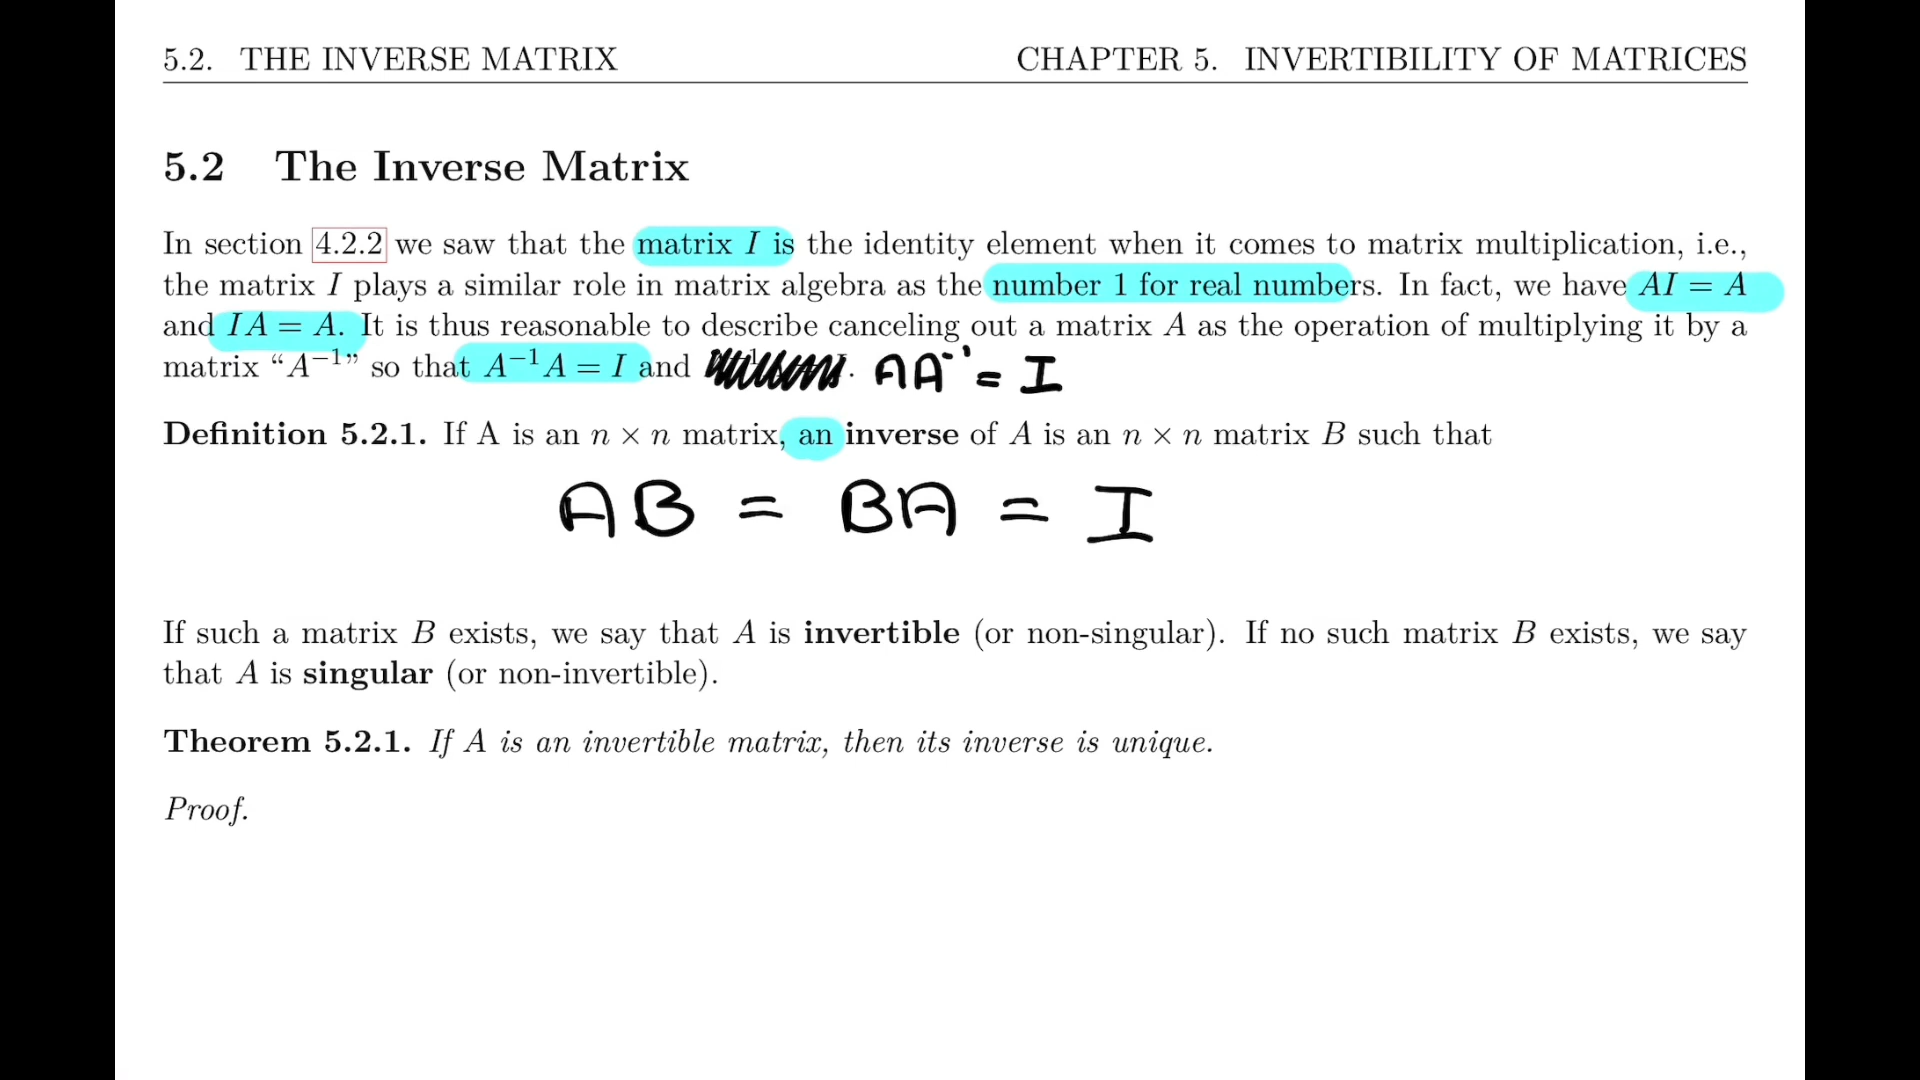 5.2. THE INVERSE MATRIX CHAPTER 5. INVERTIBILITY OF MATRICES
5.2 The Inverse Matrix
In section 4.2.2 we saw that the matrix I is the identity element when it comes to matrix multiplication, i.e.,
the matrix I plays a similar role in matrix algebra as the number 1 for real numbers. In fact, we have AI = A
and IA = A. It is thus reasonable to describe canceling out a matrix A as the operation of multiplying it by a
matrix “A⁻¹” so that A⁻¹A = I and . AA⁻¹ = I
Definition 5.2.1. If A is an n × n matrix, an inverse of A is an n × n matrix B such that
AB = BA = I
If such a matrix B exists, we say that A is invertible (or non-singular). If no such matrix B exists, we say
that A is singular (or non-invertible).
Theorem 5.2.1. If A is an invertible matrix, then its inverse is unique.
Proof.